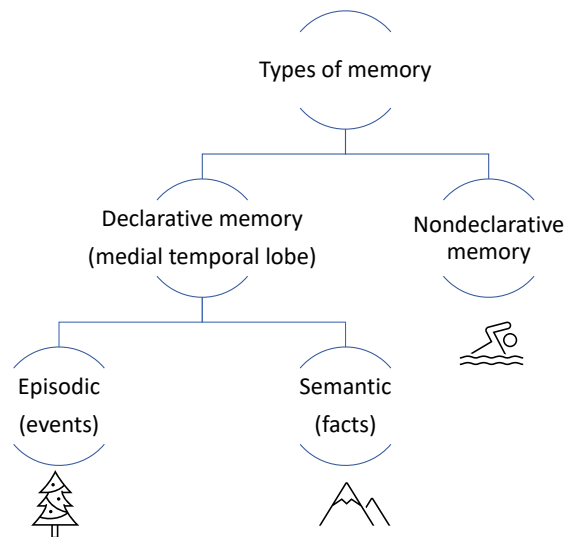 Types of memory
Declarative memory
(medial temporal lobe)
Nondeclarative
memory
Episodic
(events)
Semantic
(facts)